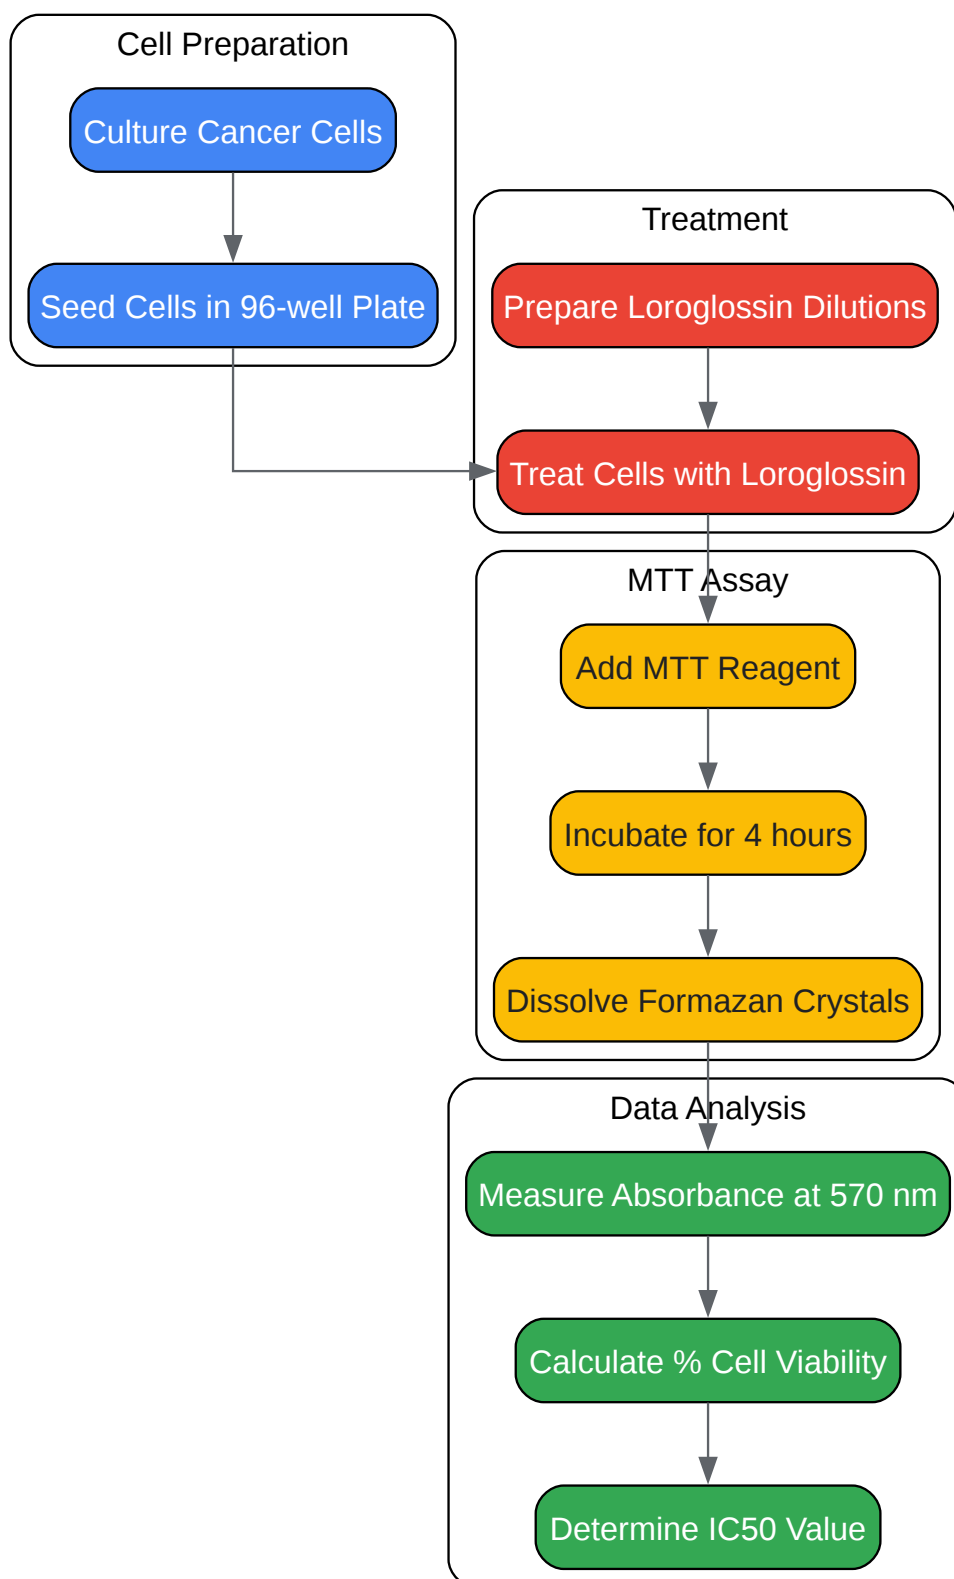 Cell Preparation
Culture Cancer Cells
Seed Cells in 96-well Plate
Treatment
Prepare Loroglossin Dilutions
Treat Cells with Loroglossin
MTT Assay
Add MTT Reagent
Incubate for 4 hours
Dissolve Formazan Crystals
Data Analysis
Measure Absorbance at 570 nm
Calculate % Cell Viability
Determine IC50 Value